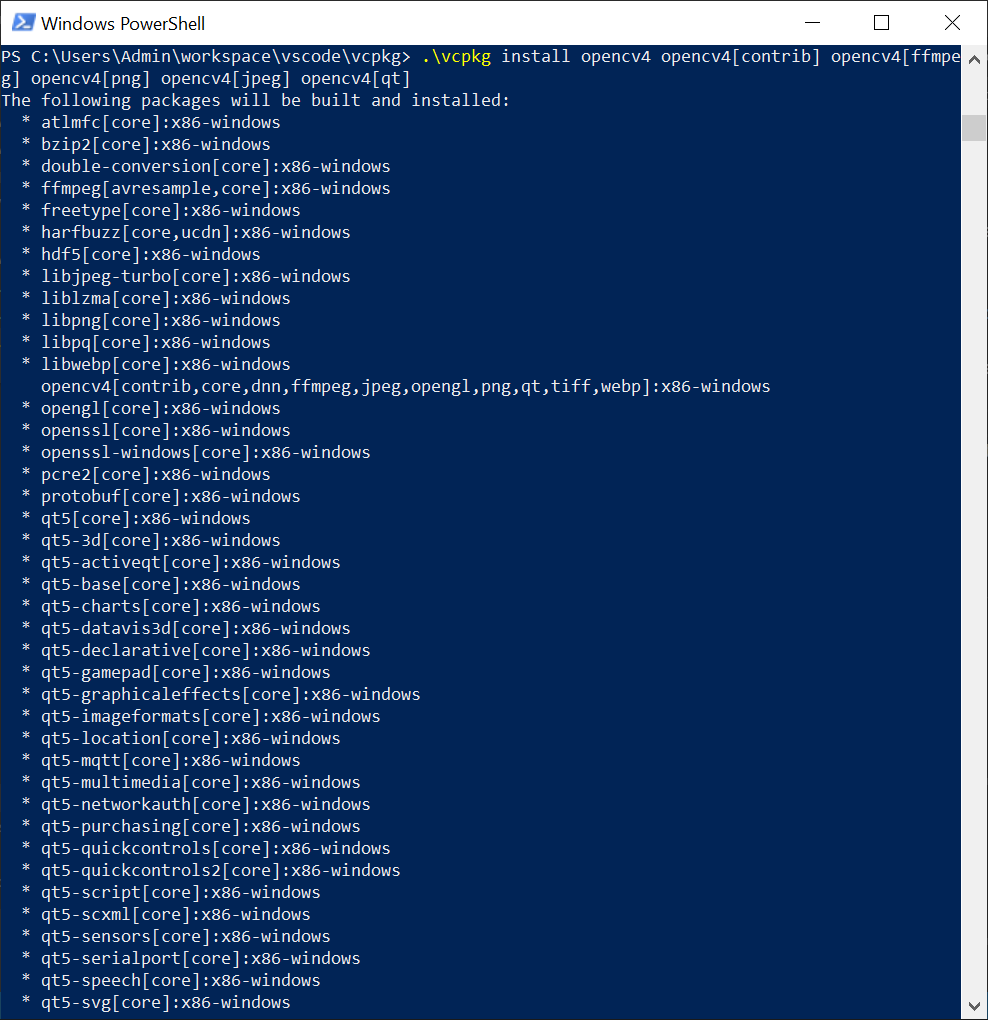 Windows PowerShell
PS C:\Users\Admin\workspace\vscode\vcpkg> .\vcpkg install opencv4 opencv4[contrib] opencv4[ffmpe
g] opencv4[png] opencv4[jpeg] opencv4[qt]
The following packages will be built and installed:
  * atlmfc[core]:x86-windows
  * bzip2[core]:x86-windows
  * double-conversion[core]:x86-windows
  * ffmpeg[avresample,core]:x86-windows
  * freetype[core]:x86-windows
  * harfbuzz[core,ucdn]:x86-windows
  * hdf5[core]:x86-windows
  * libjpeg-turbo[core]:x86-windows
  * liblzma[core]:x86-windows
  * libpng[core]:x86-windows
  * libpq[core]:x86-windows
  * libwebp[core]:x86-windows
    opencv4[contrib,core,dnn,ffmpeg,jpeg,opengl,png,qt,tiff,webp]:x86-windows
  * opengl[core]:x86-windows
  * openssl[core]:x86-windows
  * openssl-windows[core]:x86-windows
  * pcre2[core]:x86-windows
  * protobuf[core]:x86-windows
  * qt5[core]:x86-windows
  * qt5-3d[core]:x86-windows
  * qt5-activeqt[core]:x86-windows
  * qt5-base[core]:x86-windows
  * qt5-charts[core]:x86-windows
  * qt5-datavis3d[core]:x86-windows
  * qt5-declarative[core]:x86-windows
  * qt5-gamepad[core]:x86-windows
  * qt5-graphicaleffects[core]:x86-windows
  * qt5-imageformats[core]:x86-windows
  * qt5-location[core]:x86-windows
  * qt5-mqtt[core]:x86-windows
  * qt5-multimedia[core]:x86-windows
  * qt5-networkauth[core]:x86-windows
  * qt5-purchasing[core]:x86-windows
  * qt5-quickcontrols[core]:x86-windows
  * qt5-quickcontrols2[core]:x86-windows
  * qt5-script[core]:x86-windows
  * qt5-scxml[core]:x86-windows
  * qt5-sensors[core]:x86-windows
  * qt5-serialport[core]:x86-windows
  * qt5-speech[core]:x86-windows
  * qt5-svg[core]:x86-windows